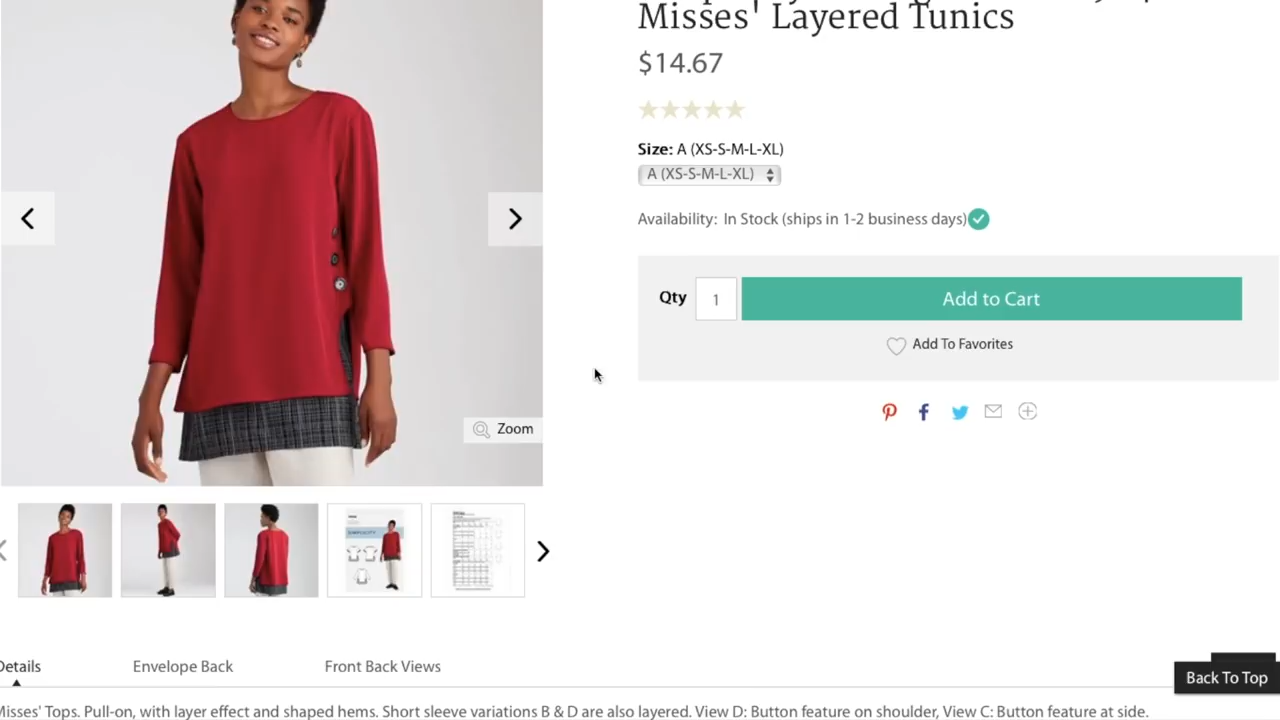 Misses' Layered Tunics
$14.67
Size: A (XS-S-M-L-XL)
A (XS-S-M-L-XL)
Availability: In Stock (ships in 1-2 business days)
Qty 1 Add to Cart
Add To Favorites
Zoom
SIMPLICITY
Details Envelope Back Front Back Views
Back To Top
Misses' Tops. Pull-on, with layer effect and shaped hems. Short sleeve variations B & D are also layered. View D: Button feature on shoulder, View C: Button feature at side.